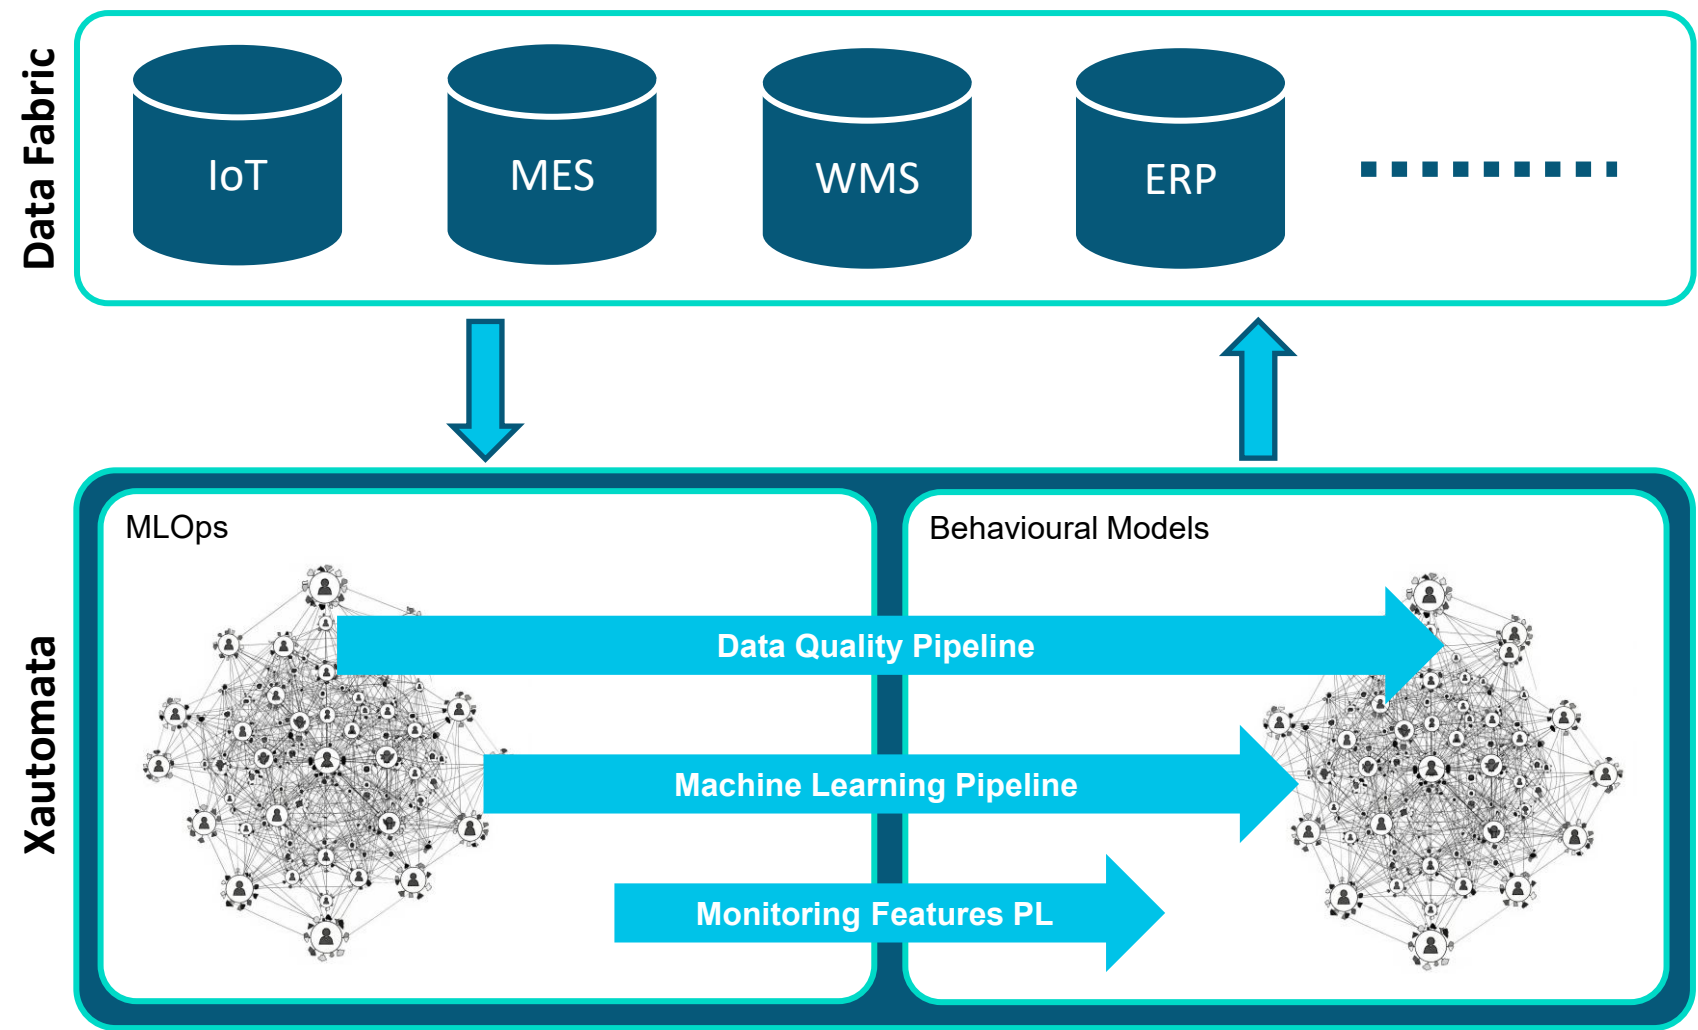 Data Fabric
IoT
MES
WMS
ERP
Xautomata
MLOps
Behavioural Models
Data Quality Pipeline
Machine Learning Pipeline
Monitoring Features PL